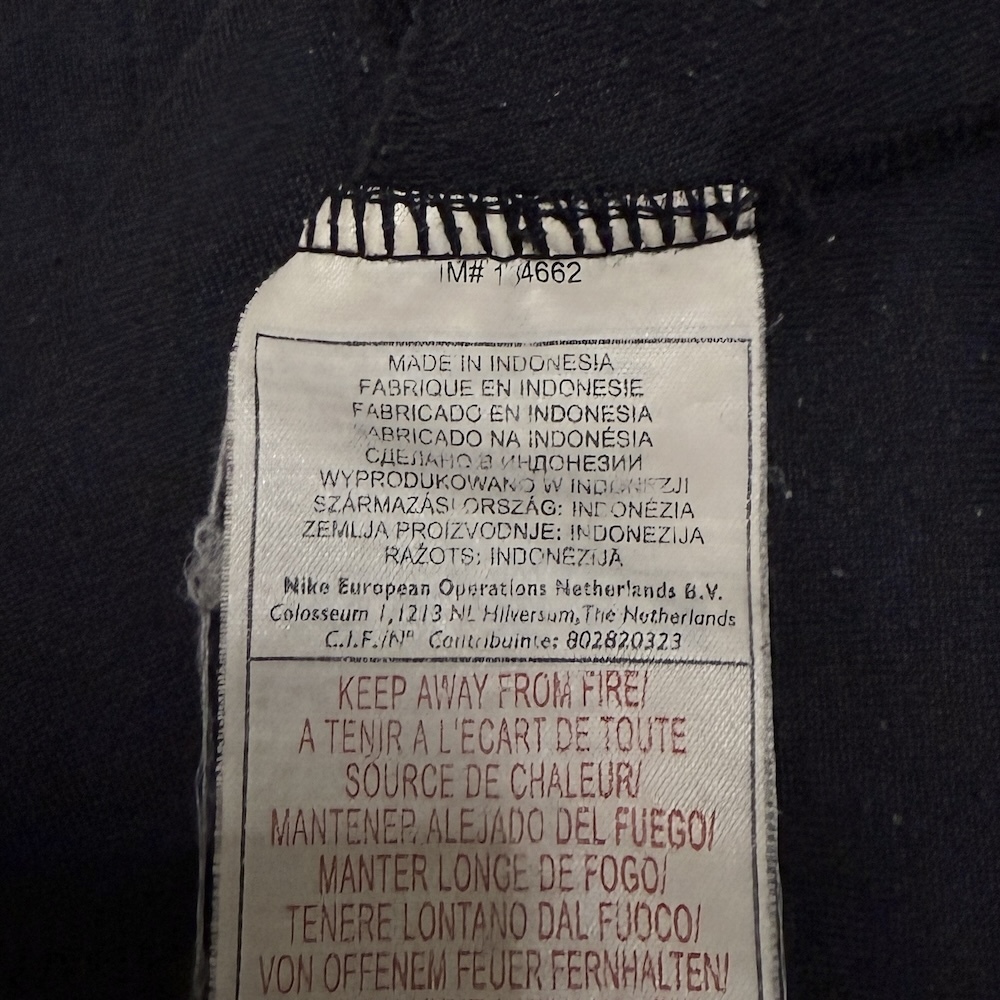 4662
MADE IN INDONESIA
FABRIQUE EN INDONESIE
FABRICADO EN INDONESIA
FABRICADO NA INDONÉSIA
СДЕЛАНО В ИНДОНЕЗИИ
WYPRODUKOWANO W INDONEZJI
SZÁRMAZÁSI ORSZÁG: INDONÉZIA
ZEMLJA PROIZVODNJE: INDONEZIJA
RAŽOTS: INDONĒZIJA
Nike European Operations Netherlands B.V.
Colosseum 1,1213 NL Hilversum,The Netherlands
C.I.F./Nº Contribuinte: 802820323
KEEP AWAY FROM FIRE/
A TENIR A L'ECART DE TOUTE
SOURCE DE CHALEUR/
MANTENER ALEJADO DEL FUEGO/
MANTER LONGE DE FOGO/
TENERE LONTANO DAL FUOCO/
VON OFFENEM FEUER FERNHALTEN/